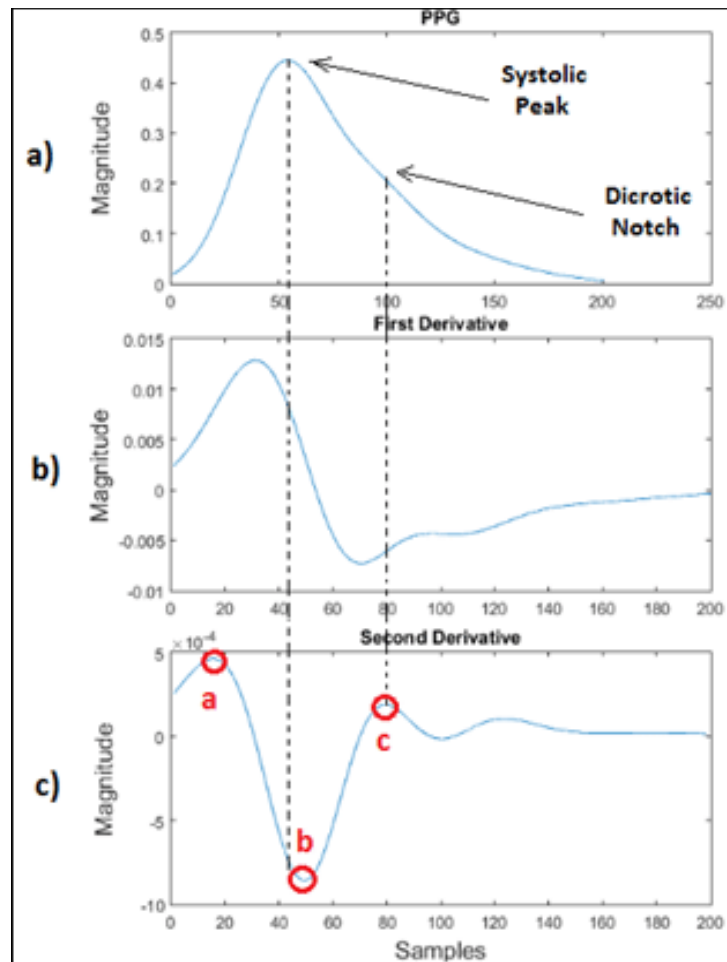 PPG
a)
Magnitude
0.5
0.4
0.3
0.2
0.1
0
0 50 100 150 200 250
Systolic
Peak
Dicrotic
Notch
First Derivative
b)
Magnitude
0.015
0.01
0.005
0
-0.005
-0.01
0 20 40 60 80 100 120 140 160 180 200
Second Derivative
×10-4
c)
Magnitude
5
0
-5
-10
a
b
c
0 20 40 60 80 100 120 140 160 180 200
Samples